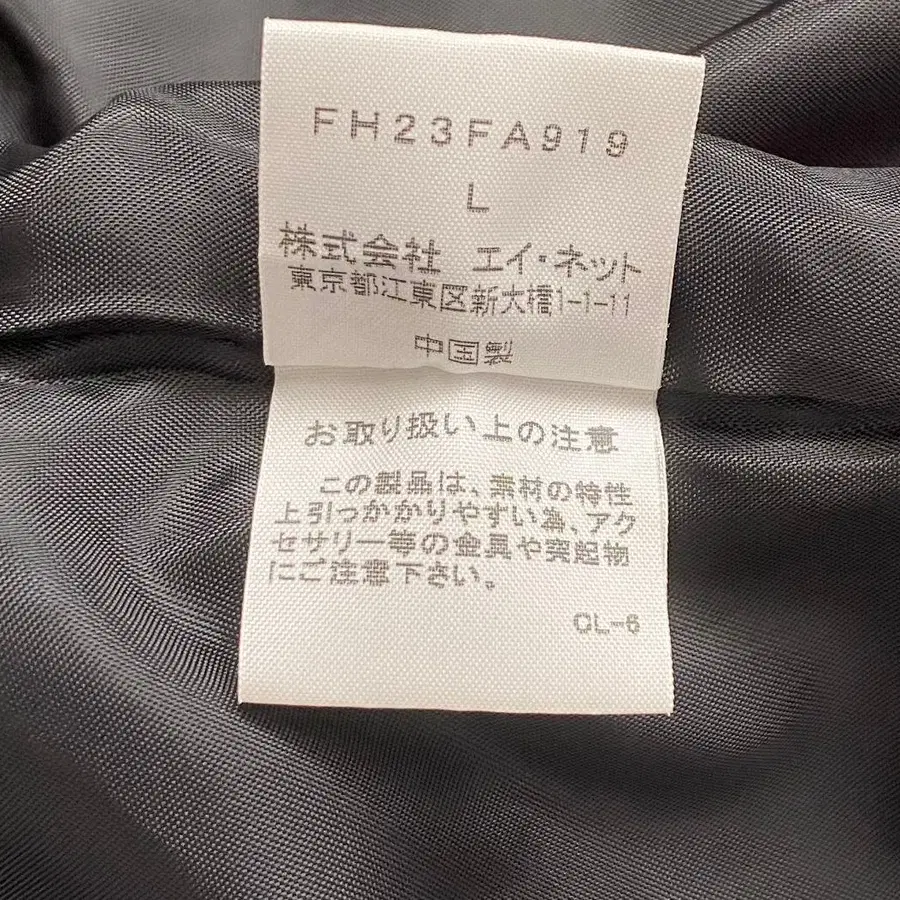 FH23FA919
L
株式会社 エイ・ネット
東京都江東区新大橋1-1-11
中国製
お取り扱い上の注意
この製品は、素材の特性
上引っかかりやすい為、アク
セサリー等の金具や突起物
にご注意下さい。
CL-6